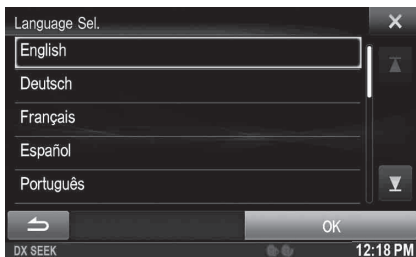 Language Sel.
English
Deutsch
Français
Español
Português
OK
DX SEEK
12:18 PM